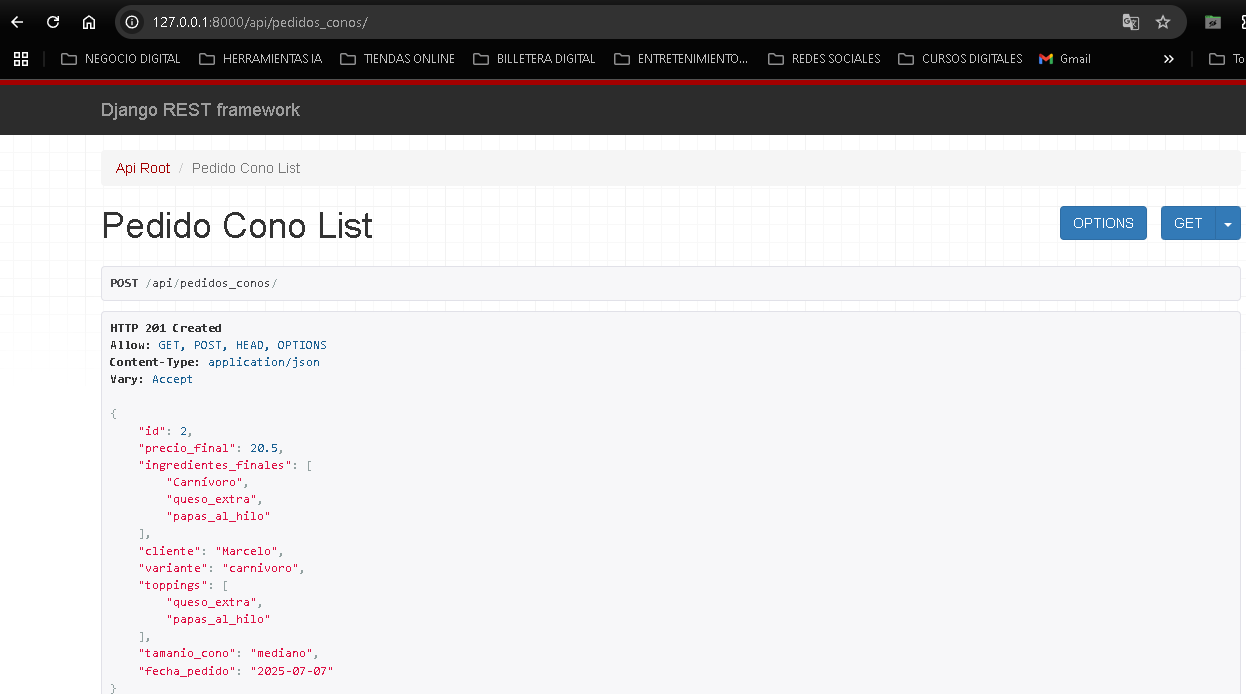 127.0.0.1:8000/api/pedidos_conos/
NEGOCIO DIGITAL HERRAMIENTAS IA TIENDAS ONLINE BILLETERA DIGITAL ENTRETENIMIENTO... REDES SOCIALES CURSOS DIGITALES Gmail » To
Django REST framework
Api Root / Pedido Cono List
Pedido Cono List
OPTIONS GET
POST /api/pedidos_conos/
HTTP 201 Created
Allow: GET, POST, HEAD, OPTIONS
Content-Type: application/json
Vary: Accept
{
    "id": 2,
    "precio_final": 20.5,
    "ingredientes_finales": [
        "Carnívoro",
        "queso_extra",
        "papas_al_hilo"
    ],
    "cliente": "Marcelo",
    "variante": "carnivoro",
    "toppings": [
        "queso_extra",
        "papas_al_hilo"
    ],
    "tamanio_cono": "mediano",
    "fecha_pedido": "2025-07-07"
}